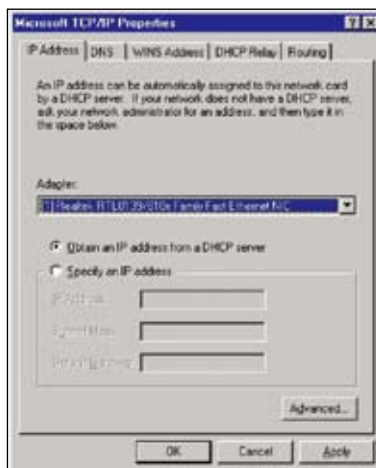 Microsoft TCP/IP Properties
IP Address DNS WINS Address DHCP Relay Routing
An IP address can be automatically assigned to this network card
by a DHCP server. If your network does not have a DHCP server,
ask your network administrator for an address, and then type it in
the space below.
Adapter:
Realtek Family Fast Ethernet NIC
Obtain an IP address from a DHCP server
Specify an IP address
IP Address:
Subnet Mask:
Default Gateway:
Advanced...
OK Cancel Apply